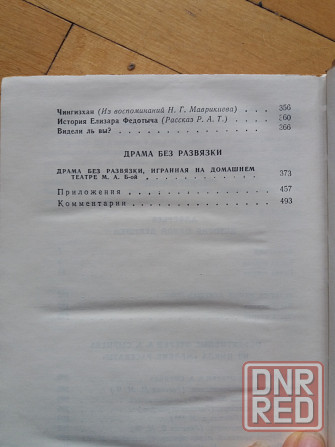 Чингизхан (Из воспоминаний Н. Г. Маврикиева) . . . 356
История Елизара Федотыча (Рассказ Р. А. Т.) . . . . 360
Видели ль вы? . . . . . . . . . . . . . 366
ДРАМА БЕЗ РАЗВЯЗКИ
ДРАМА БЕЗ РАЗВЯЗКИ, ИГРАННАЯ НА ДОМАШНЕМ
ТЕАТРЕ М. А. Б-ой . . . . . . . . . . . 373
Приложения . . . . . . . . . . . . . 457
Комментарии . . . . . . . . . . . . . 493
DNR
RED